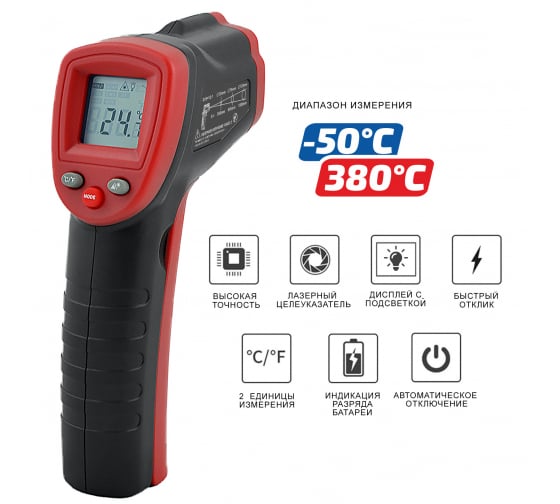 ДИАПАЗОН ИЗМЕРЕНИЯ
-50°C
380°C
24.7
°C/°F
MODE
ВЫСОКАЯ
ТОЧНОСТЬ
ЛАЗЕРНЫЙ
ЦЕЛЕУКАЗАТЕЛЬ
ДИСПЛЕЙ С
ПОДСВЕТКОЙ
БЫСТРЫЙ
ОТКЛИК
°C/°F
2 ЕДИНИЦЫ
ИЗМЕРЕНИЯ
ИНДИКАЦИЯ
РАЗРЯДА
БАТАРЕИ
АВТОМАТИЧЕСКОЕ
ОТКЛЮЧЕНИЕ